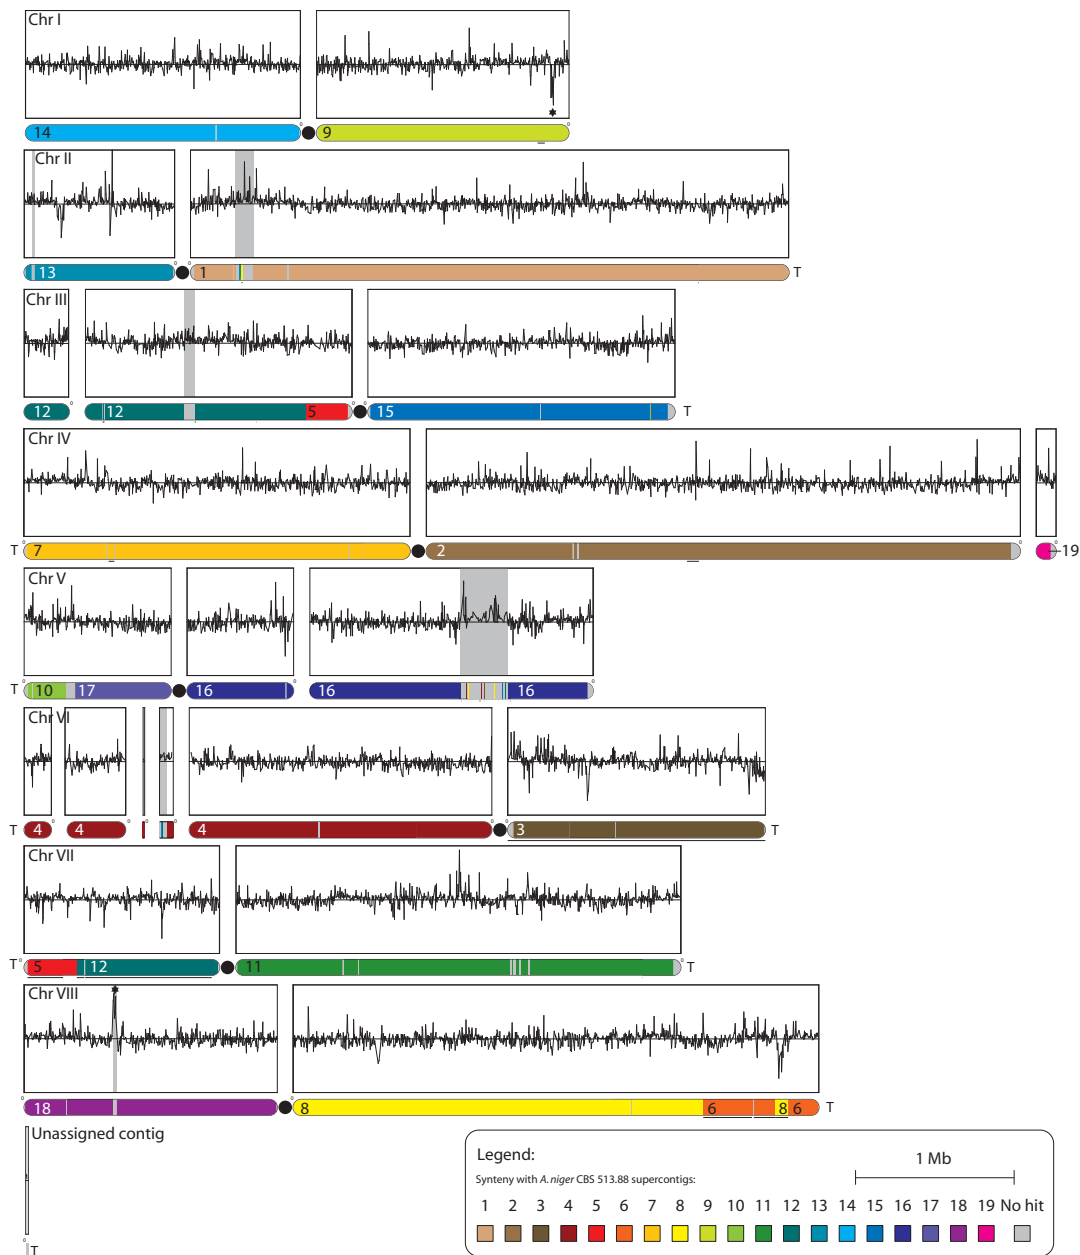 Chr I
14 9
Chr II
13 1 T
Chr III
12 12 5 15 T
Chr IV
T 7 2 19
Chr V
T 10 17 16 16 16
Chr VI
T 4 4 4 3 T
Chr VII
T 5 12 11 T
Chr VIII
18 8 6 8 6 T
Unassigned contig
T
Legend:
1 Mb
Synteny with A. niger CBS 513.88 supercontigs:
1 2 3 4 5 6 7 8 9 10 11 12 13 14 15 16 17 18 19 No hit